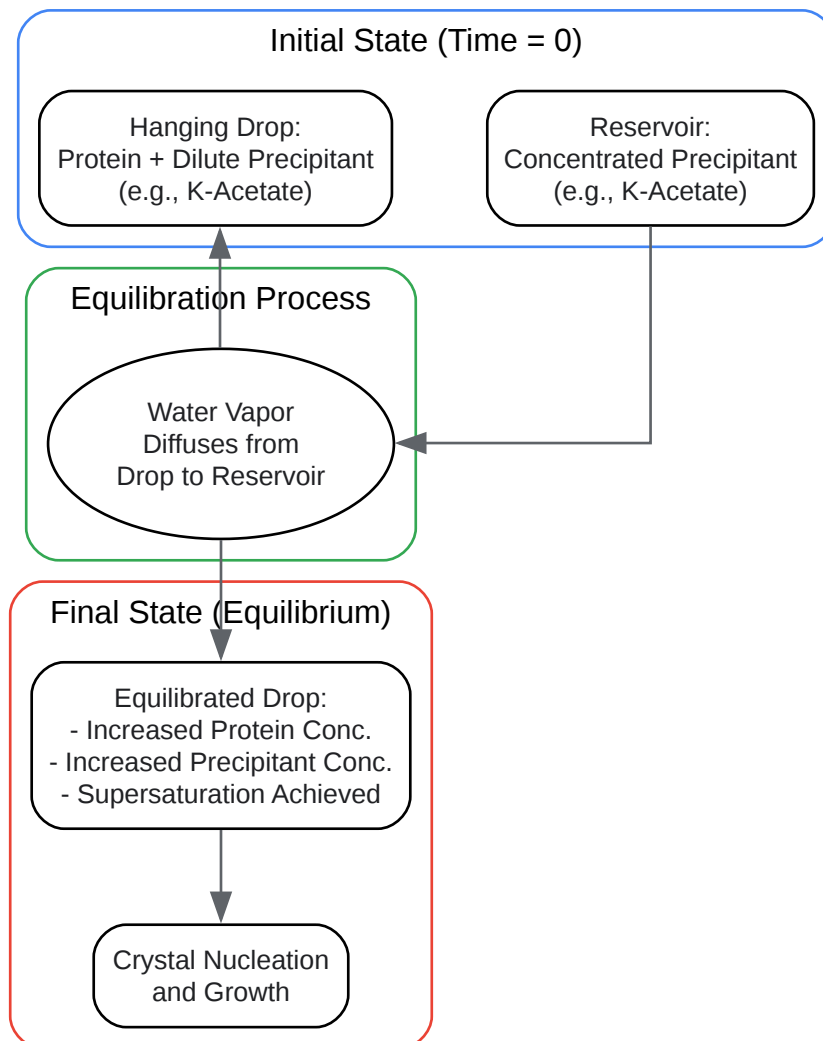 Initial State (Time = 0)
Hanging Drop:
Protein + Dilute Precipitant
(e.g., K-Acetate)
Reservoir:
Concentrated Precipitant
(e.g., K-Acetate)
Equilibration Process
Water Vapor
Diffuses from
Drop to Reservoir
Final State (Equilibrium)
Equilibrated Drop:
- Increased Protein Conc.
- Increased Precipitant Conc.
- Supersaturation Achieved
Crystal Nucleation
and Growth